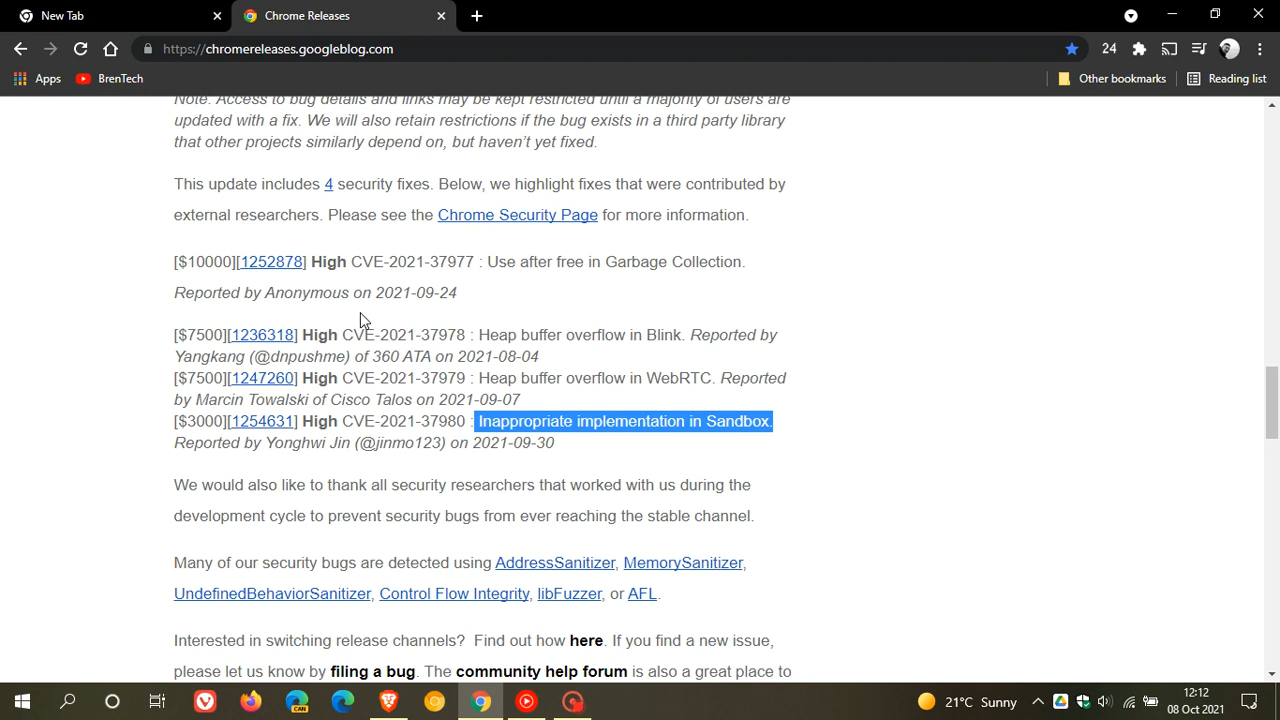 New Tab
Chrome Releases
https://chromereleases.googleblog.com
24
Apps
BrenTech
Other bookmarks
Reading list
Note: Access to bug details and links may be kept restricted until a majority of users are
updated with a fix. We will also retain restrictions if the bug exists in a third party library
that other projects similarly depend on, but haven't yet fixed.
This update includes 4 security fixes. Below, we highlight fixes that were contributed by
external researchers. Please see the Chrome Security Page for more information.
[$10000][1252878] High CVE-2021-37977 : Use after free in Garbage Collection.
Reported by Anonymous on 2021-09-24
[$7500][1236318] High CVE-2021-37978 : Heap buffer overflow in Blink. Reported by
Yangkang (@dnpushme) of 360 ATA on 2021-08-04
[$7500][1247260] High CVE-2021-37979 : Heap buffer overflow in WebRTC. Reported
by Marcin Towalski of Cisco Talos on 2021-09-07
[$3000][1254631] High CVE-2021-37980 : Inappropriate implementation in Sandbox.
Reported by Yonghwi Jin (@jinmo123) on 2021-09-30
We would also like to thank all security researchers that worked with us during the
development cycle to prevent security bugs from ever reaching the stable channel.
Many of our security bugs are detected using AddressSanitizer, MemorySanitizer,
UndefinedBehaviorSanitizer, Control Flow Integrity, libFuzzer, or AFL.
Interested in switching release channels? Find out how here. If you find a new issue,
please let us know by filing a bug. The community help forum is also a great place to
CAN
21°C Sunny
12:12
08 Oct 2021